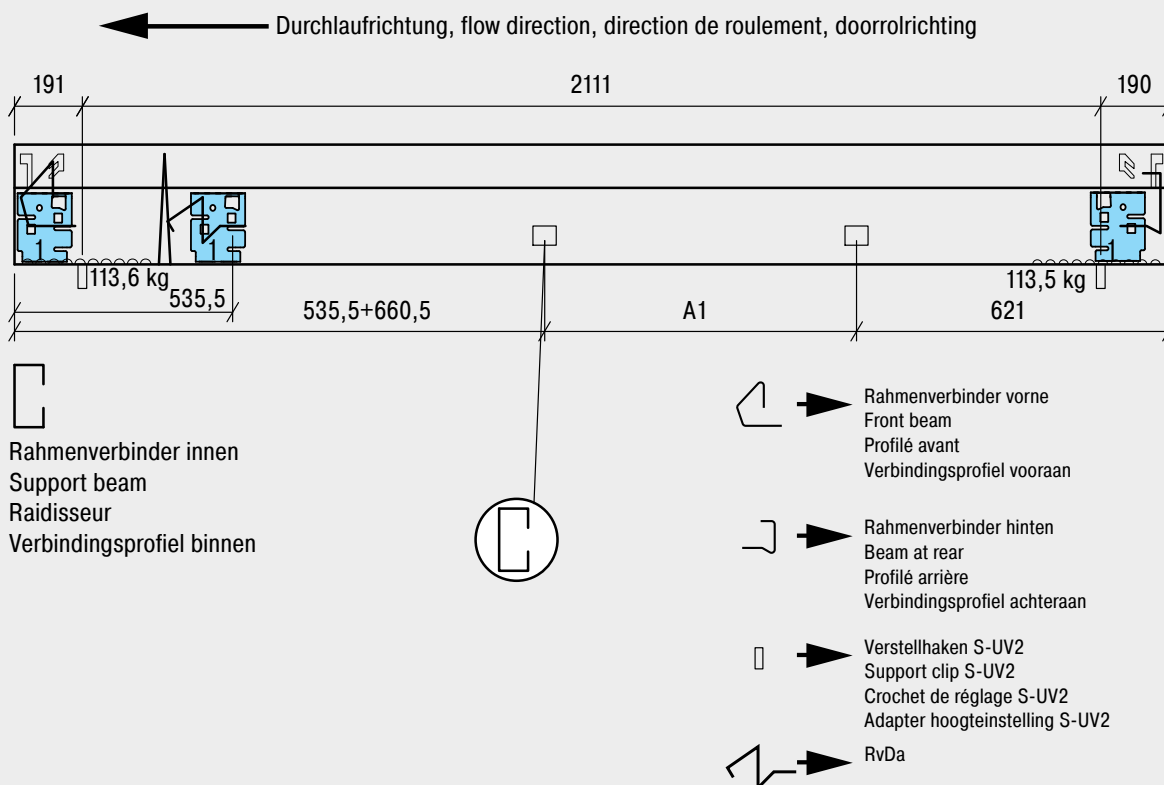 Durchlaufrichtung, flow direction, direction de roulement, doorrolrichting
191 2111 190
1 1 1
113,6 kg 113,5 kg
535,5
535,5+660,5 A1 621
Rahmenverbinder innen
Support beam
Raidisseur
Verbindingsprofiel binnen
Rahmenverbinder vorne
Front beam
Profilé avant
Verbindingsprofiel vooraan
Rahmenverbinder hinten
Beam at rear
Profilé arrière
Verbindingsprofiel achteraan
Verstellhaken S-UV2
Support clip S-UV2
Crochet de réglage S-UV2
Adapter hoogteinstelling S-UV2
RvDa